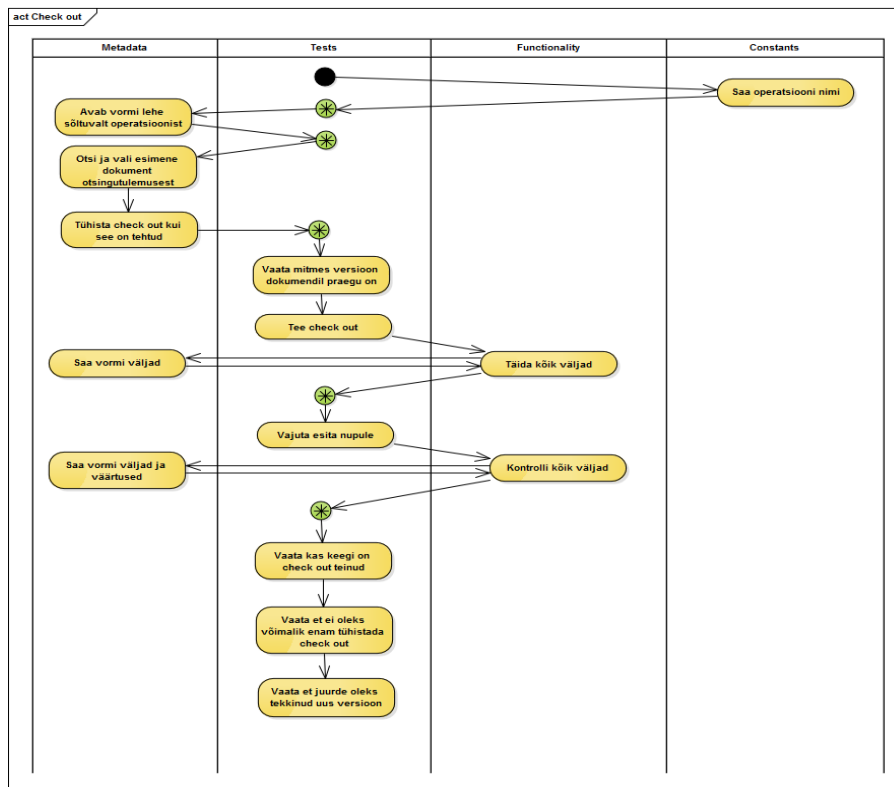 act Check out
Metadata
Tests
Functionality
Constants
Saa operatsiooni nimi
Avab vormi lehe
sõltuvalt operatsioonist
Otsi ja vali esimene
dokument
otsingutulemusest
Tühista check out kui
see on tehtud
Vaata mitmes versioon
dokumendil praegu on
Tee check out
Saa vormi väljad
Täida kõik väljad
Vajuta esita nupule
Saa vormi väljad ja
väärtused
Kontrolli kõik väljad
Vaata kas keegi on
check out teinud
Vaata et ei oleks
võimalik enam tühistada
check out
Vaata et juurde oleks
tekkinud uus versioon